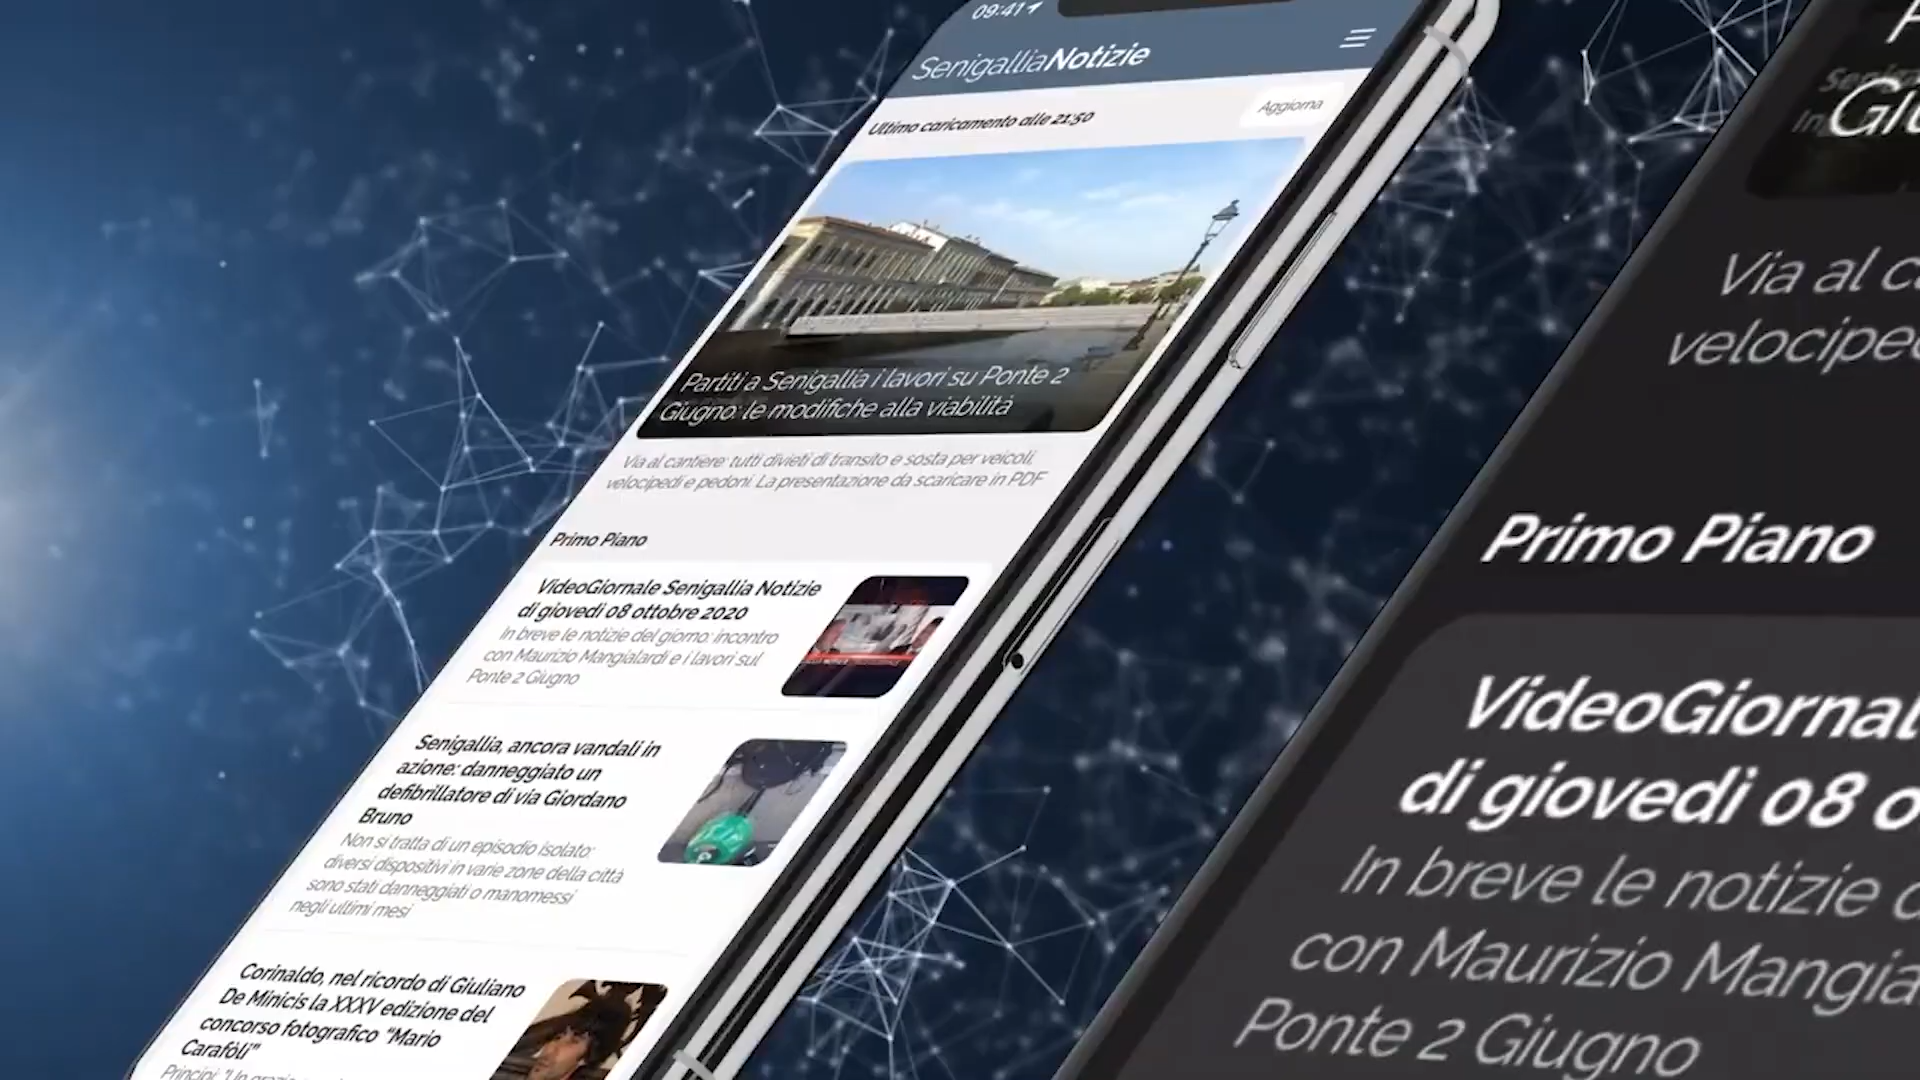 09:41
SenigalliaNotizie
Ultimo caricamento alle 21:50
Aggiorna
Partiti a Senigallia i lavori su Ponte 2
Giugno: le modifiche alla viabilità
Via al cantiere: tutti divieti di transito e sosta per veicoli,
velocipedi e pedoni. La presentazione da scaricare in PDF
Primo Piano
VideoGiornale Senigallia Notizie
di giovedì 08 ottobre 2020
In breve le notizie del giorno: incontro
con Maurizio Mangialardi e i lavori sul
Ponte 2 Giugno
Senigallia, ancora vandali in
azione: danneggiato un
defibrillatore di via Giordano
Bruno
Non si tratta di un episodio isolato:
diversi dispositivi in varie zone della città
sono stati danneggiati o manomessi
negli ultimi mesi
Corinaldo, nel ricordo di Giuliano
De Minicis la XXXV edizione del
concorso fotografico "Mario
Carafòli"
Giu
Via al ca
velocipe
Primo Piano
VideoGiornal
di giovedì 08 o
In breve le notizie d
con Maurizio Mangia
Ponte 2 Giugno